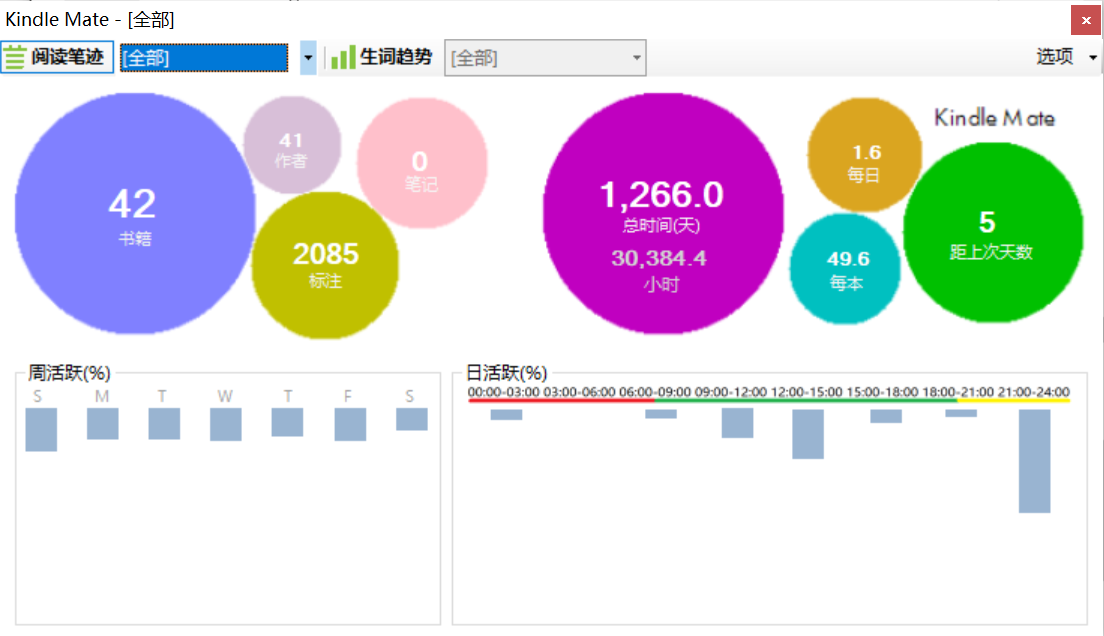 Kindle Mate - [全部]
阅读笔迹 [全部] 生词趋势 [全部] 选项
42
书籍
41
作者
0
笔记
2085
标注
1,266.0
总时间(天)
30,384.4
小时
1.6
每日
49.6
每本
Kindle Mate
5
距上次天数
周活跃(%)
S M T W T F S
日活跃(%)
00:00-03:00 03:00-06:00 06:00-09:00 09:00-12:00 12:00-15:00 15:00-18:00 18:00-21:00 21:00-24:00